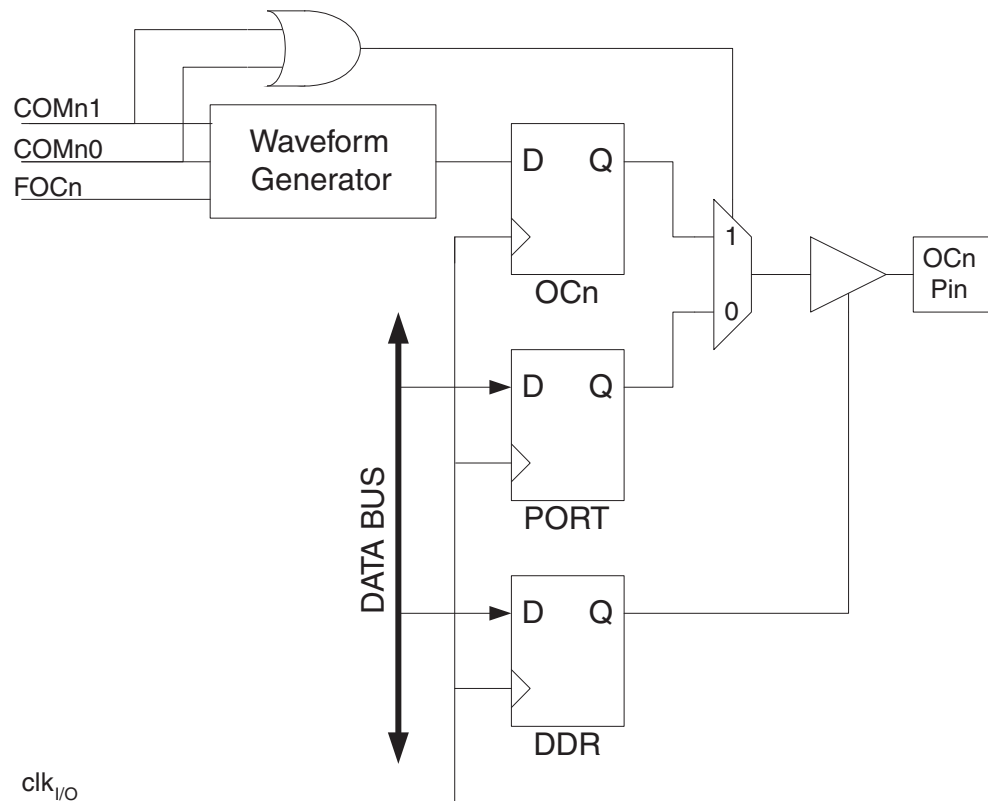 COMn1
COMn0
FOCn
Waveform
Generator
D Q
OCn
1
0
OCn
Pin
D Q
PORT
DATA BUS
D Q
DDR
clkI/O